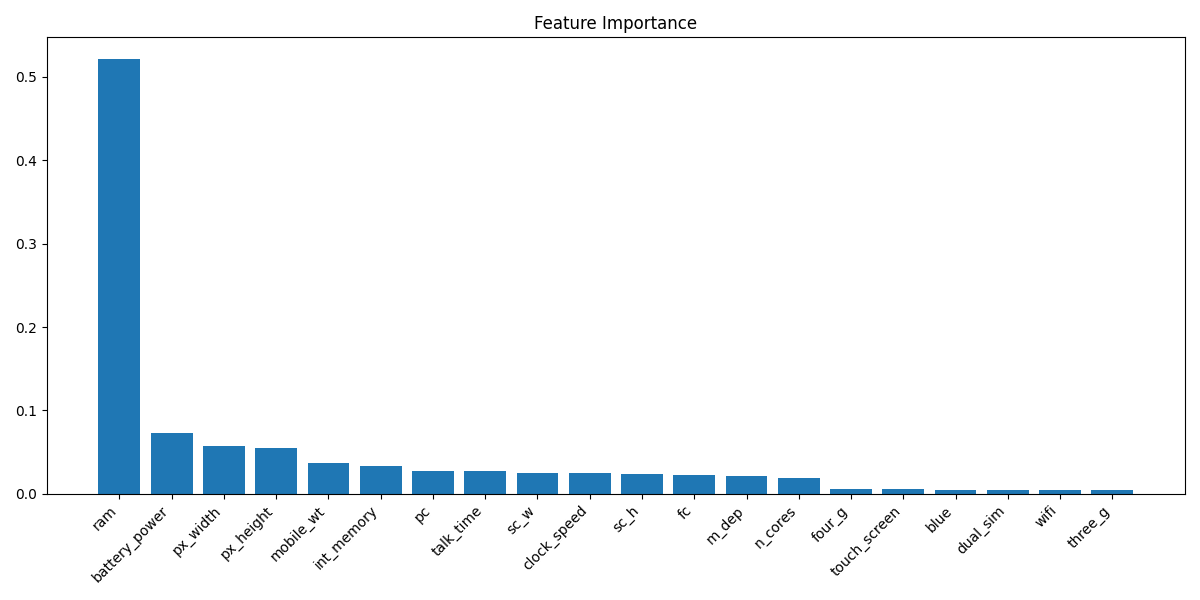 Feature Importance
0.5
0.4
0.3
0.2
0.1
0.0
ram
battery_power
px_width
px_height
mobile_wt
int_memory
pc
talk_time
sc_w
clock_speed
sc_h
fc
m_dep
n_cores
four_g
touch_screen
blue
dual_sim
wifi
three_g